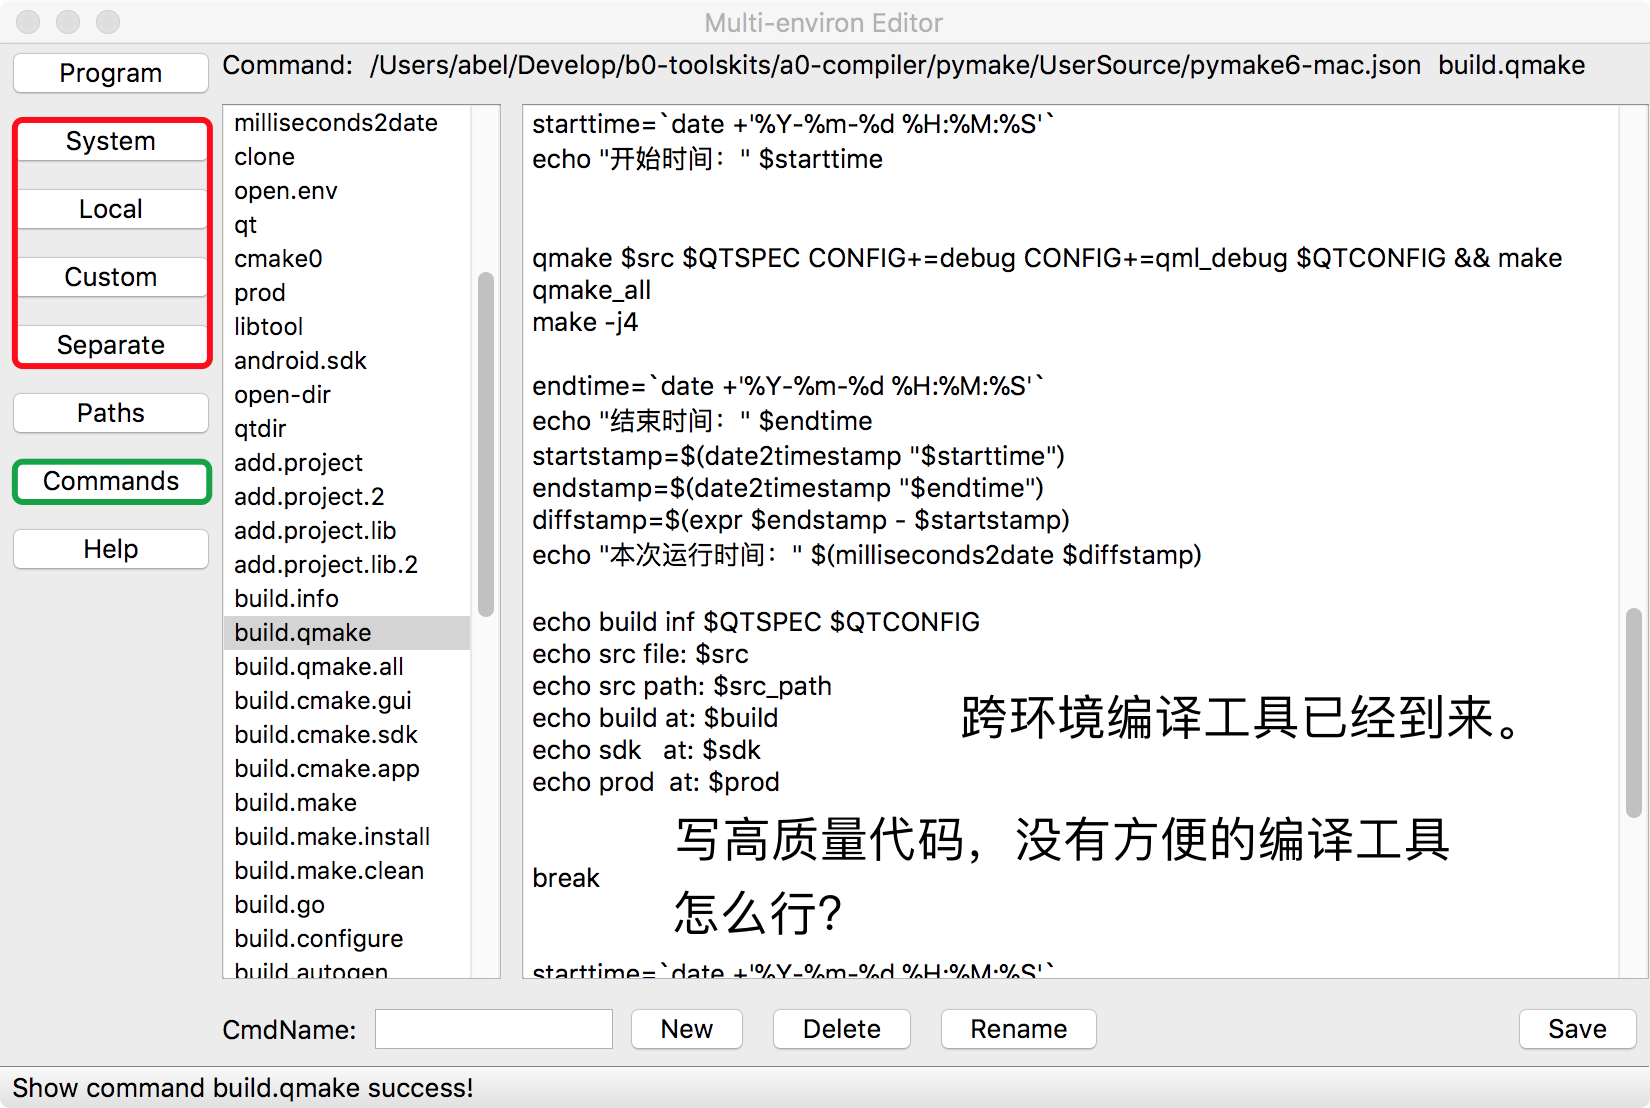 Multi-environ Editor
Program
System
Local
Custom
Separate
Paths
Commands
Help
Command: /Users/abel/Develop/b0-toolskits/a0-compiler/pymake/UserSource/pymake6-mac.json build.qmake
milliseconds2date
clone
open.env
qt
cmake0
prod
libtool
android.sdk
open-dir
qtdir
add.project
add.project.2
add.project.lib
add.project.lib.2
build.info
build.qmake
build.qmake.all
build.cmake.gui
build.cmake.sdk
build.cmake.app
build.make
build.make.install
build.make.clean
build.go
build.configure
build.autogen
starttime=`date +'%Y-%m-%d %H:%M:%S'`
echo "开始时间：" $starttime
qmake $src $QTSPEC CONFIG+=debug CONFIG+=qml_debug $QTCONFIG && make
qmake_all
make -j4
endtime=`date +'%Y-%m-%d %H:%M:%S'`
echo "结束时间：" $endtime
startstamp=$(date2timestamp "$starttime")
endstamp=$(date2timestamp "$endtime")
diffstamp=$(expr $endstamp - $startstamp)
echo "本次运行时间：" $(milliseconds2date $diffstamp)
echo build inf $QTSPEC $QTCONFIG
echo src file: $src
echo src path: $src_path
echo build at: $build
echo sdk   at: $sdk
echo prod  at: $prod
跨环境编译工具已经到来。
写高质量代码，没有方便的编译工具
怎么行?
break
starttime=`date +'%Y-%m-%d %H:%M:%S'`
CmdName:
New
Delete
Rename
Save
Show command build.qmake success!